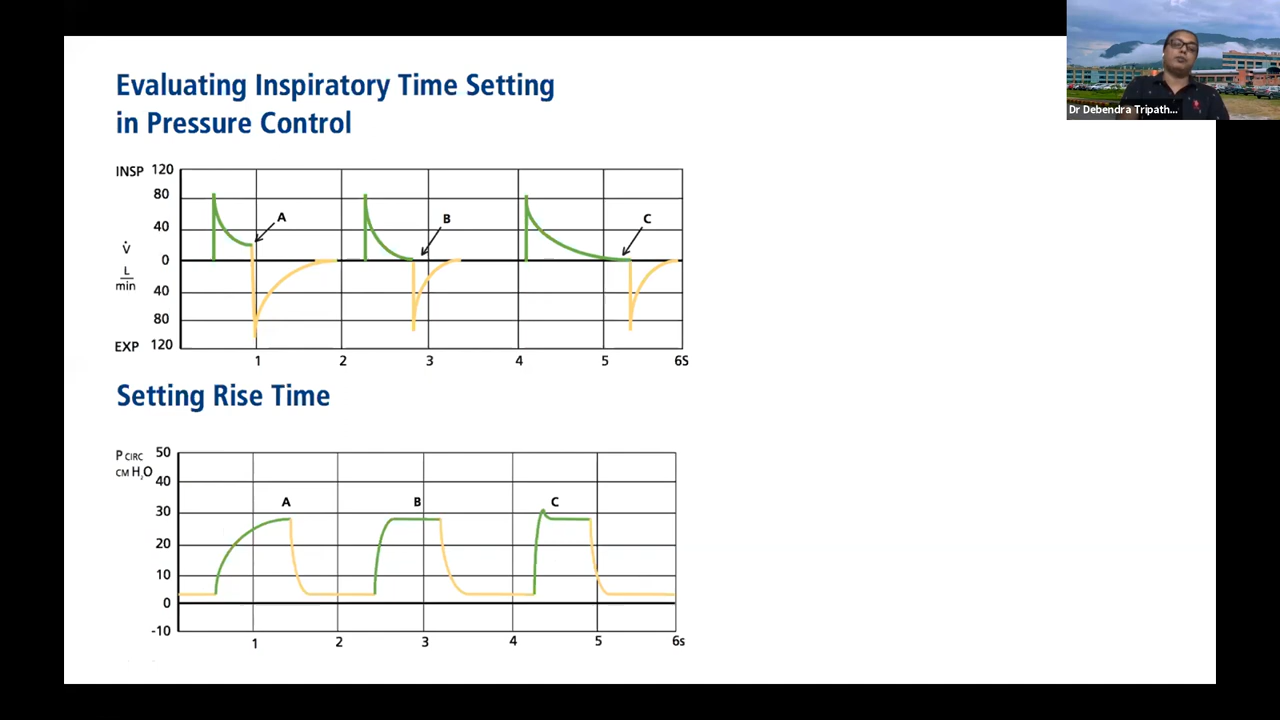 Evaluating Inspiratory Time Setting
in Pressure Control
Dr Debendra Tripath...
INSP 120
80
40
V̇ 0
L
min
40
80
EXP 120
A
B
C
1 2 3 4 5 6S
Setting Rise Time
P CIRC
CM H₂O
50
40
30
20
10
0
-10
A B C
1 2 3 4 5 6s